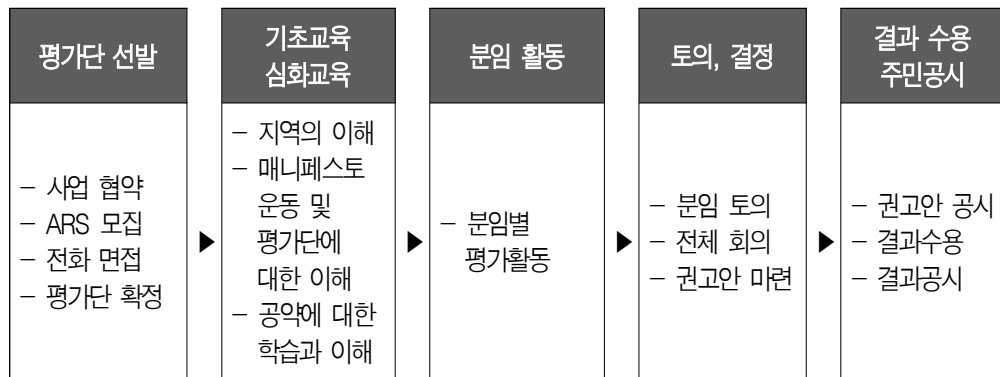 평가단 선발
– 사업 협약
– ARS 모집
– 전화 면접
– 평가단 확정
▶
기초교육
심화교육
– 지역의 이해
– 매니페스토
운동 및
평가단에
대한 이해
– 공약에 대한
학습과 이해
▶
분임 활동
– 분임별
평가활동
▶
토의, 결정
– 분임 토의
– 전체 회의
– 권고안 마련
▶
결과 수용
주민공시
– 권고안 공시
– 결과수용
– 결과공시